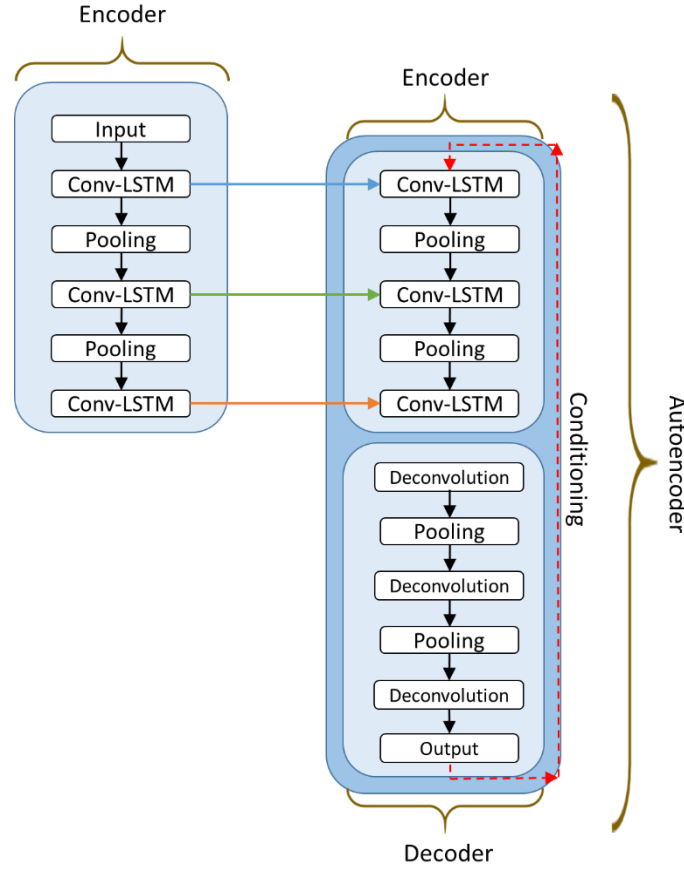 Encoder
Input
Conv-LSTM
Pooling
Conv-LSTM
Pooling
Conv-LSTM
Encoder
Conv-LSTM
Pooling
Conv-LSTM
Pooling
Conv-LSTM
Deconvolution
Pooling
Deconvolution
Pooling
Deconvolution
Output
Decoder
Conditioning
Autoencoder